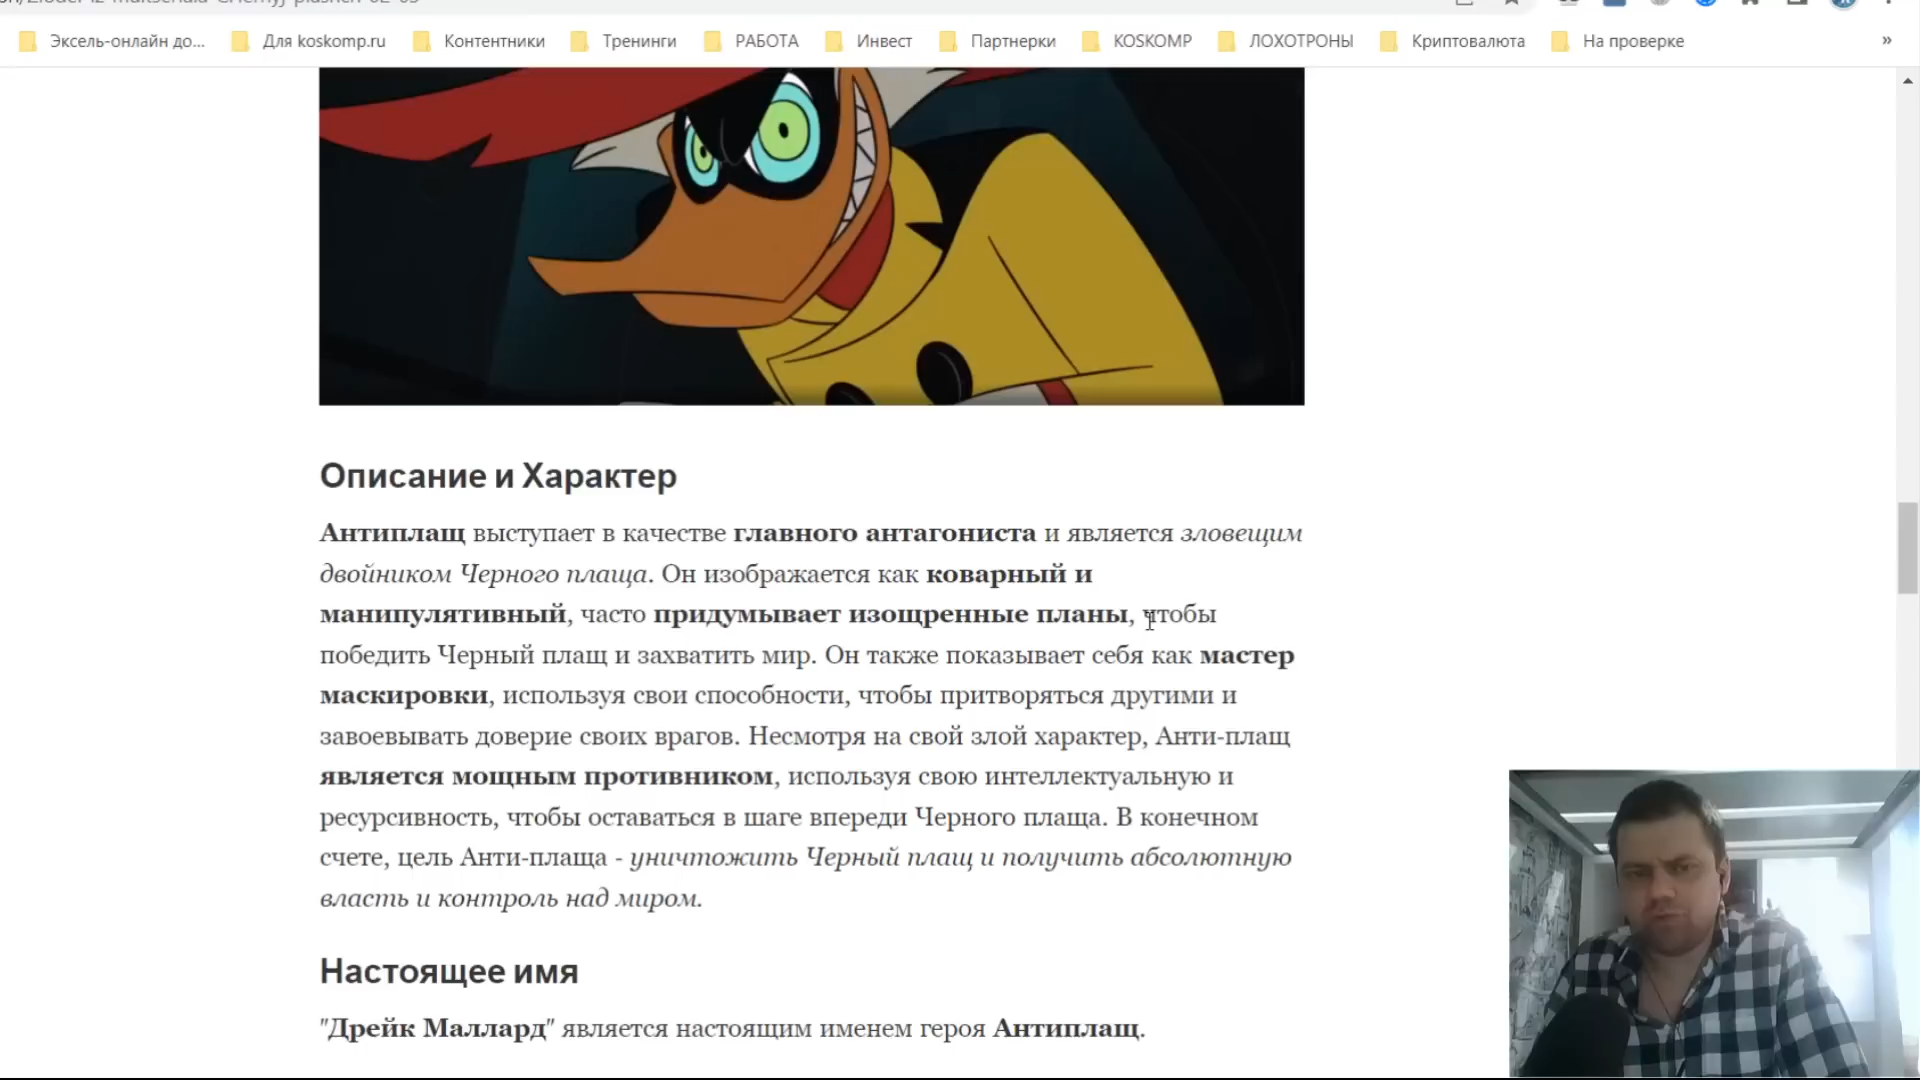 Эксель-онлайн до...
Для koskomp.ru
Контентники
Тренинги
РАБОТА
Инвест
Партнерки
KOSKOMP
ЛОХОТРОНЫ
Криптовалюта
На проверке
»
Описание и Характер
Антиплащ выступает в качестве главного антагониста и является зловещим
двойником Черного плаща. Он изображается как коварный и
манипулятивный, часто придумывает изощренные планы, чтобы
победить Черный плащ и захватить мир. Он также показывает себя как мастер
маскировки, используя свои способности, чтобы притворяться другими и
завоевывать доверие своих врагов. Несмотря на свой злой характер, Анти-плащ
является мощным противником, используя свою интеллектуальную и
ресурсивность, чтобы оставаться в шаге впереди Черного плаща. В конечном
счете, цель Анти-плаща - уничтожить Черный плащ и получить абсолютную
власть и контроль над миром.
Настоящее имя
"Дрейк Маллард" является настоящим именем героя Антиплащ.